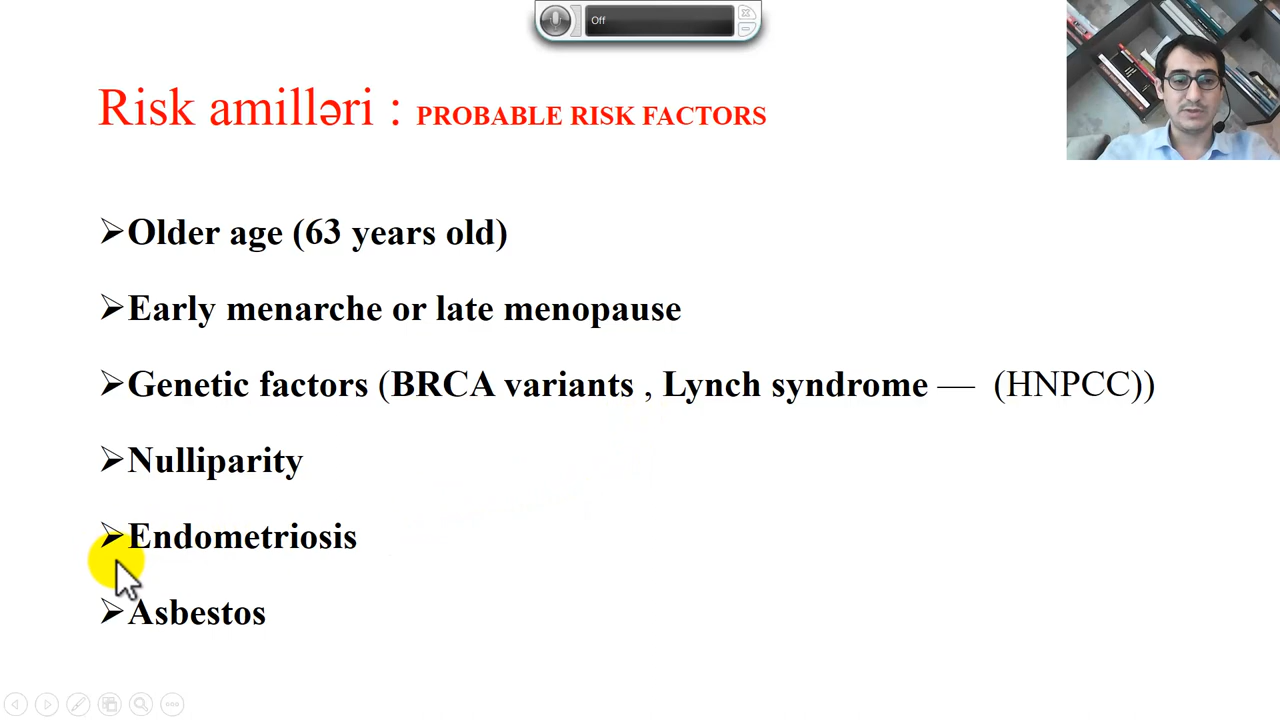 Off
Risk amilləri : PROBABLE RISK FACTORS
➢Older age (63 years old)
➢Early menarche or late menopause
➢Genetic factors (BRCA variants , Lynch syndrome — (HNPCC))
➢Nulliparity
➢Endometriosis
➢Asbestos